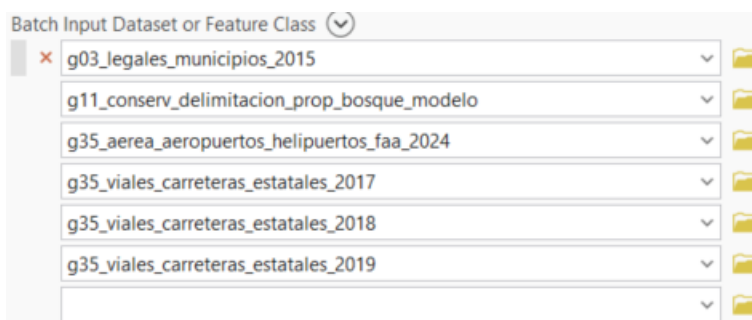 Batch Input Dataset or Feature Class
g03_legales_municipios_2015
g11_conserv_delimitacion_prop_bosque_modelo
g35_aerea_aeropuertos_helipuertos_faa_2024
g35_viales_carreteras_estatales_2017
g35_viales_carreteras_estatales_2018
g35_viales_carreteras_estatales_2019